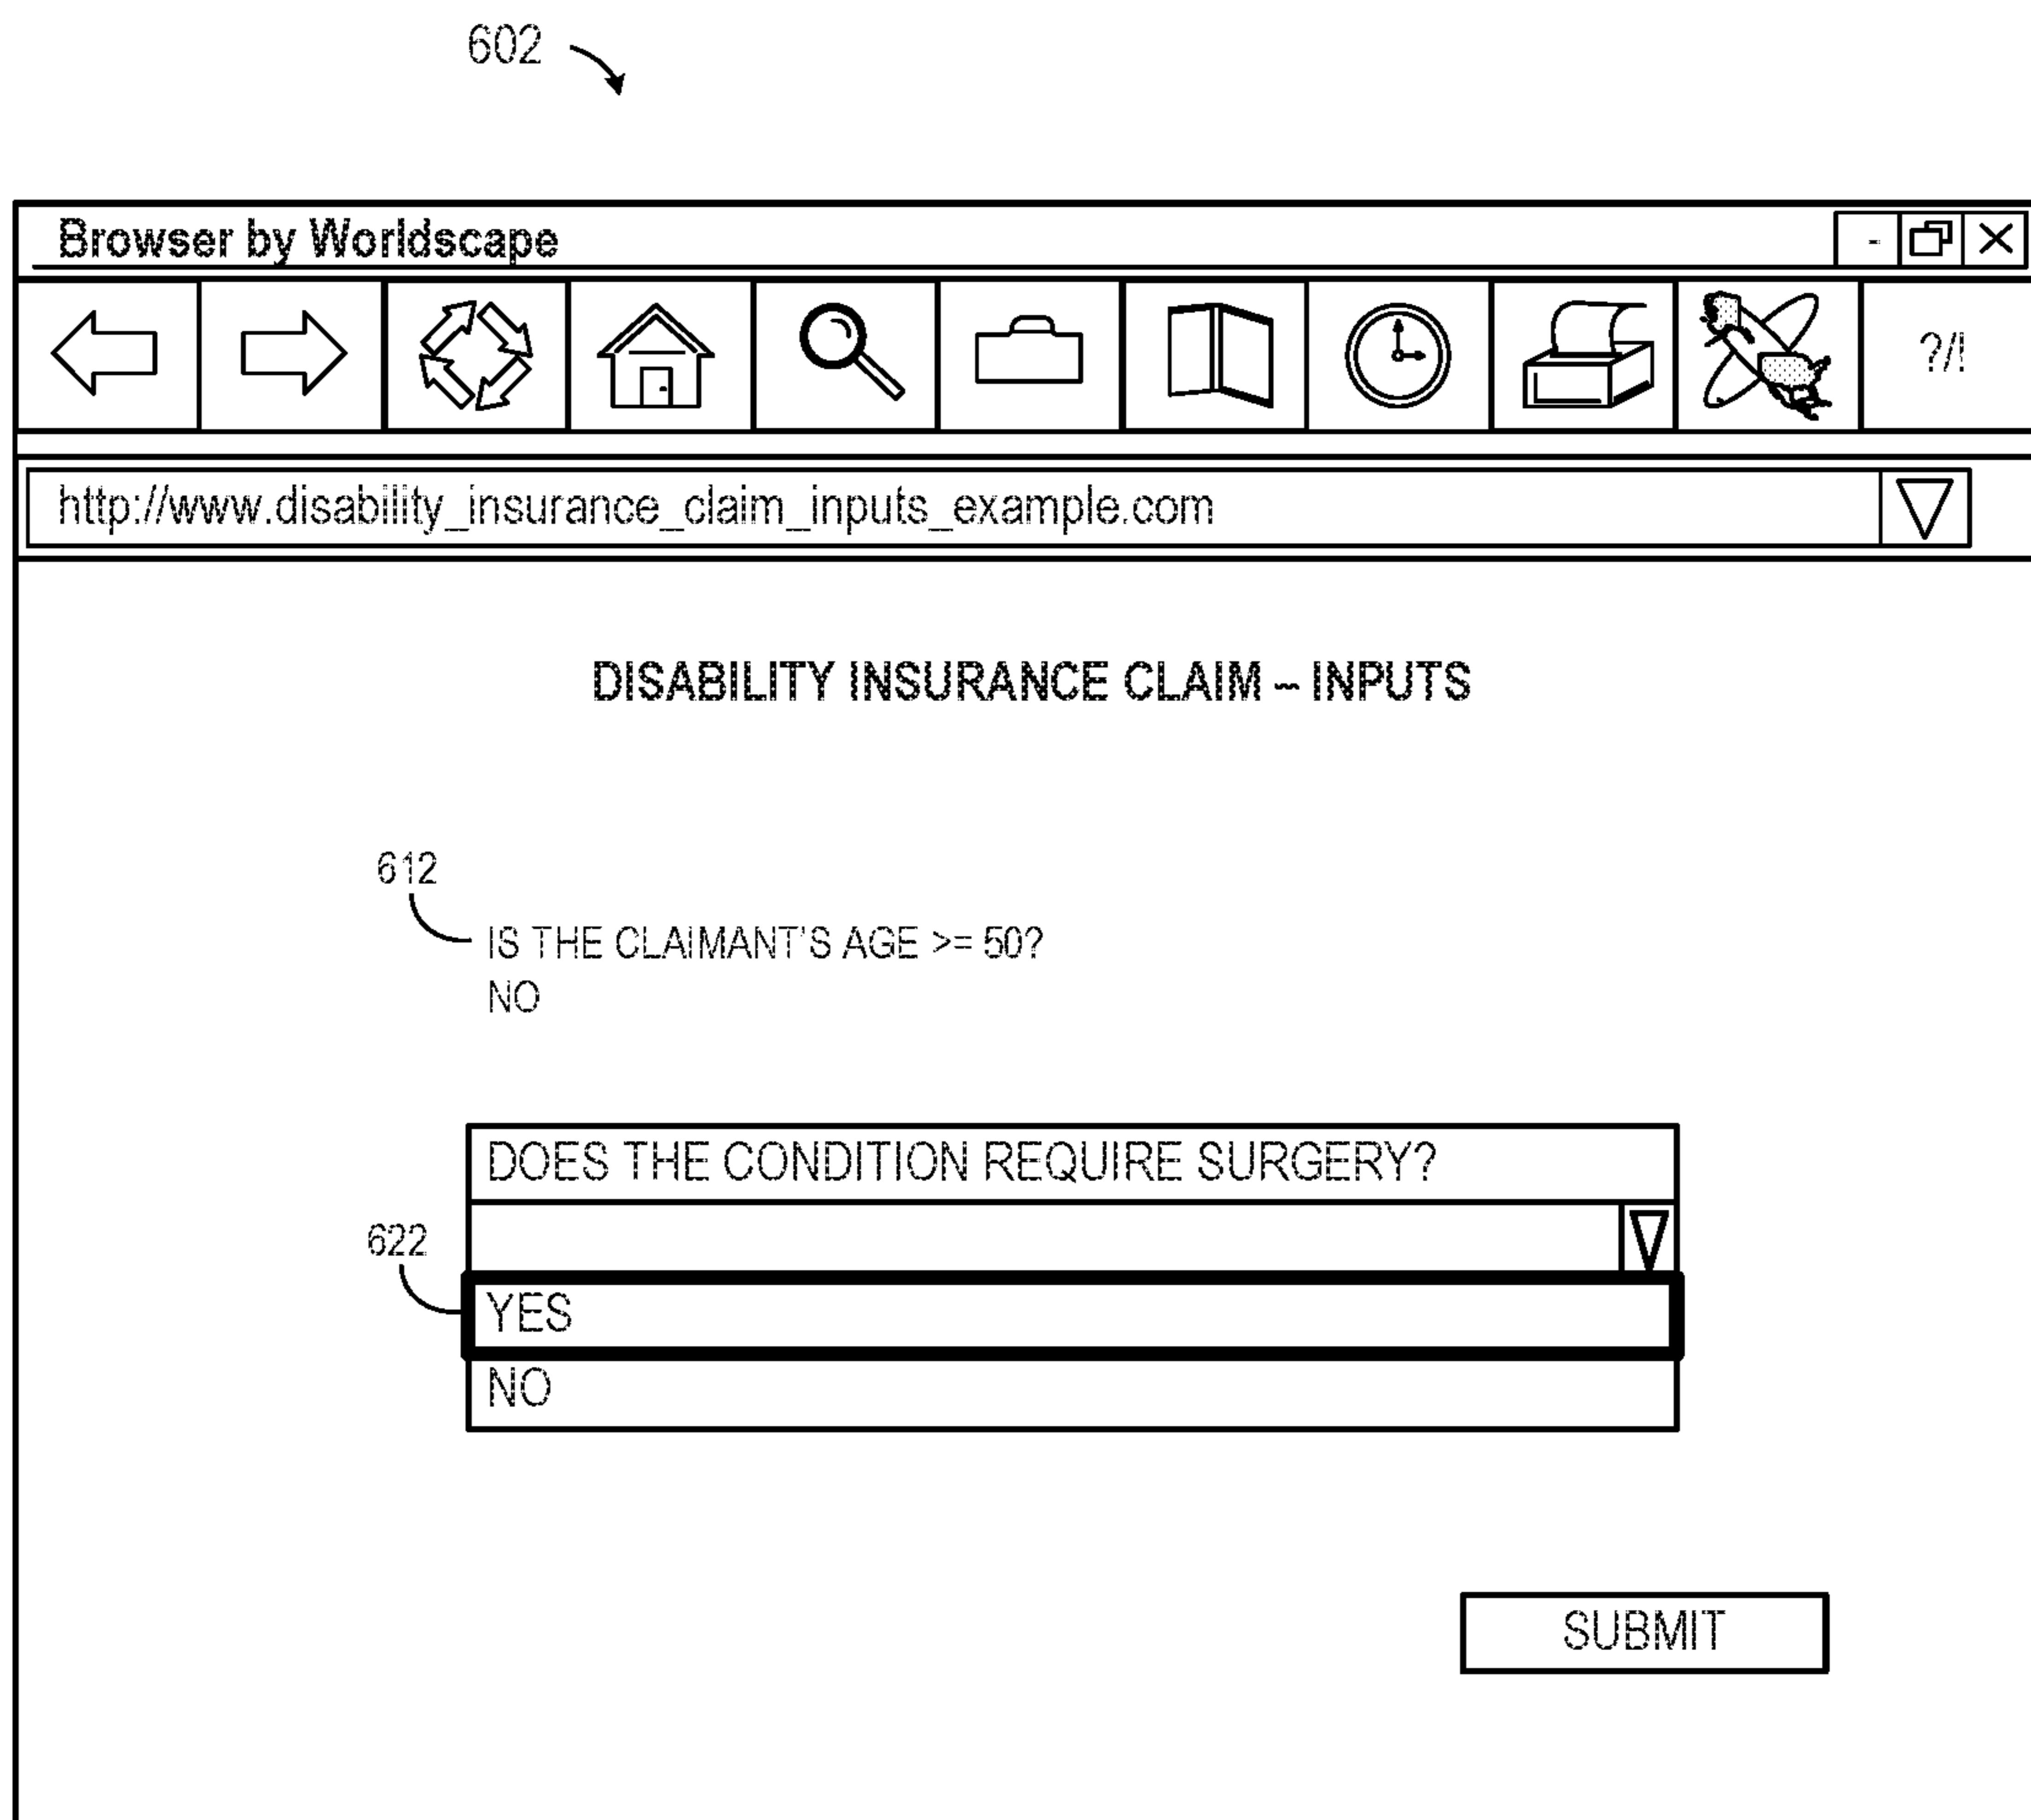 602
Browser by Worldscape
?/!
http://www.disability_insurance_claim_inputs_example.com
DISABILITY INSURANCE CLAIM – INPUTS
612
IS THE CLAIMANT'S AGE >= 50?
NO
DOES THE CONDITION REQUIRE SURGERY?
622
YES
NO
SUBMIT